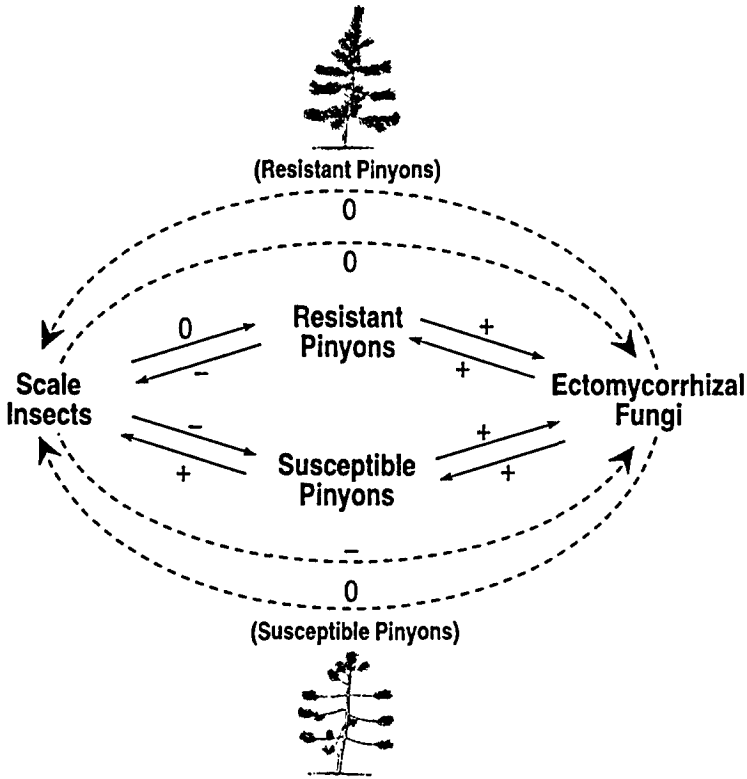 (Resistant Pinyons)
0
0
0
Resistant
Pinyons
+
−
+
Scale
Insects
Ectomycorrhizal
Fungi
−
+
Susceptible
Pinyons
+
+
−
0
(Susceptible Pinyons)